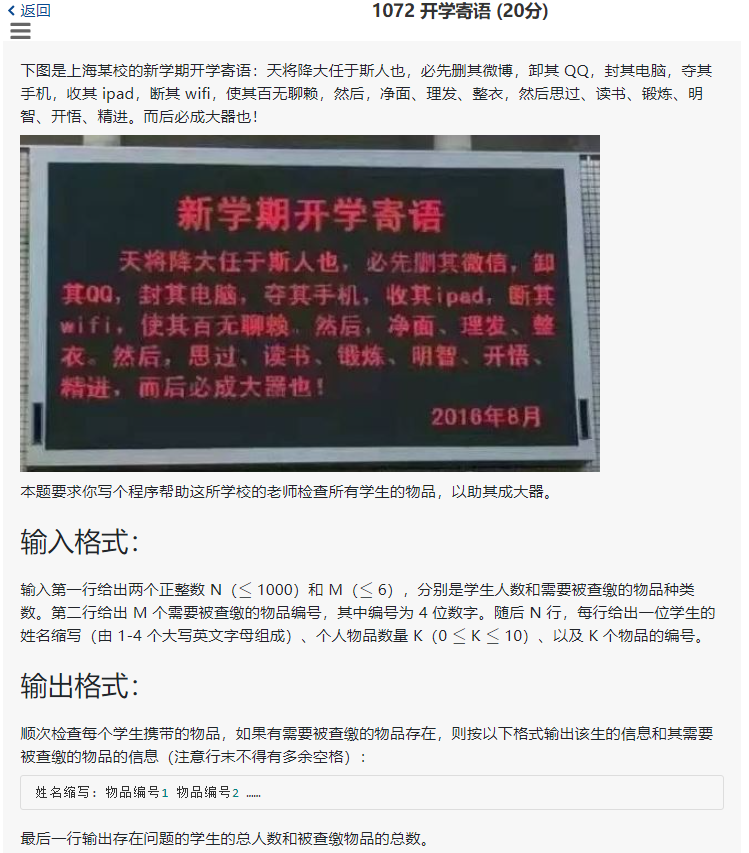 返回
1072 开学寄语 (20分)
下图是上海某校的新学期开学寄语：天将降大任于斯人也，必先删其微博，卸其 QQ，封其电脑，夺其
手机，收其 ipad，断其 wifi，使其百无聊赖，然后，净面、理发、整衣，然后思过、读书、锻炼、明
智、开悟、精进。而后必成大器也！
新学期开学寄语
天将降大任于斯人也，必先删其微信，卸
其QQ，封其电脑，夺其手机，收其ipad，断其
wifi，使其百无聊赖。然后，净面、理发、整
衣。然后，思过、读书、锻炼、明智、开悟、
精进，而后必成大器也！
2016年8月
本题要求你写个程序帮助这所学校的老师检查所有学生的物品，以助其成大器。
输入格式：
输入第一行给出两个正整数 N（≤ 1000）和 M（≤ 6），分别是学生人数和需要被查缴的物品种类
数。第二行给出 M 个需要被查缴的物品编号，其中编号为 4 位数字。随后 N 行，每行给出一位学生的
姓名缩写（由 1-4 个大写英文字母组成）、个人物品数量 K（0 ≤ K ≤ 10）、以及 K 个物品的编号。
输出格式：
顺次检查每个学生携带的物品，如果有需要被查缴的物品存在，则按以下格式输出该生的信息和其需要
被查缴的物品的信息（注意行末不得有多余空格）：
姓名缩写: 物品编号1 物品编号2 ……
最后一行输出存在问题的学生的总人数和被查缴物品的总数。